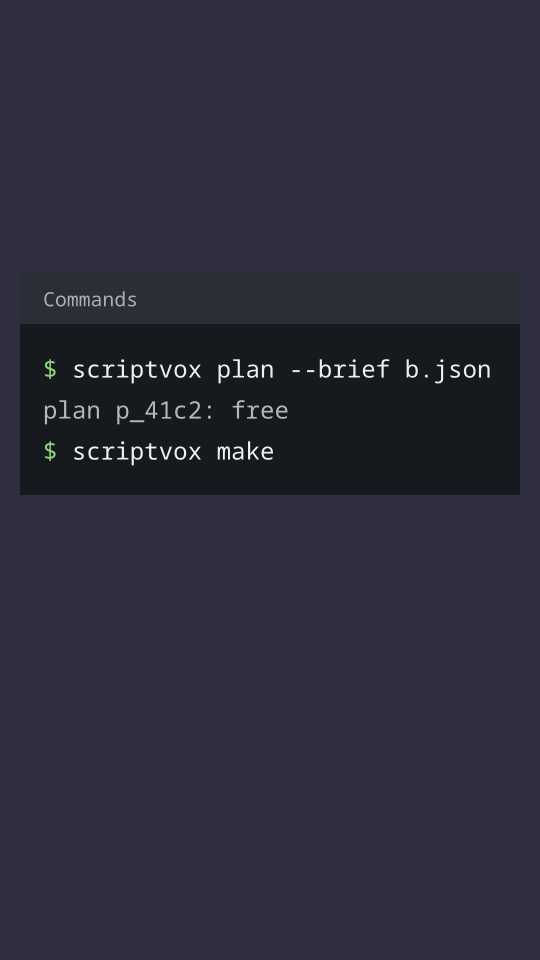 Commands
$ scriptvox plan --brief b.json
plan p_41c2: free
$ scriptvox make